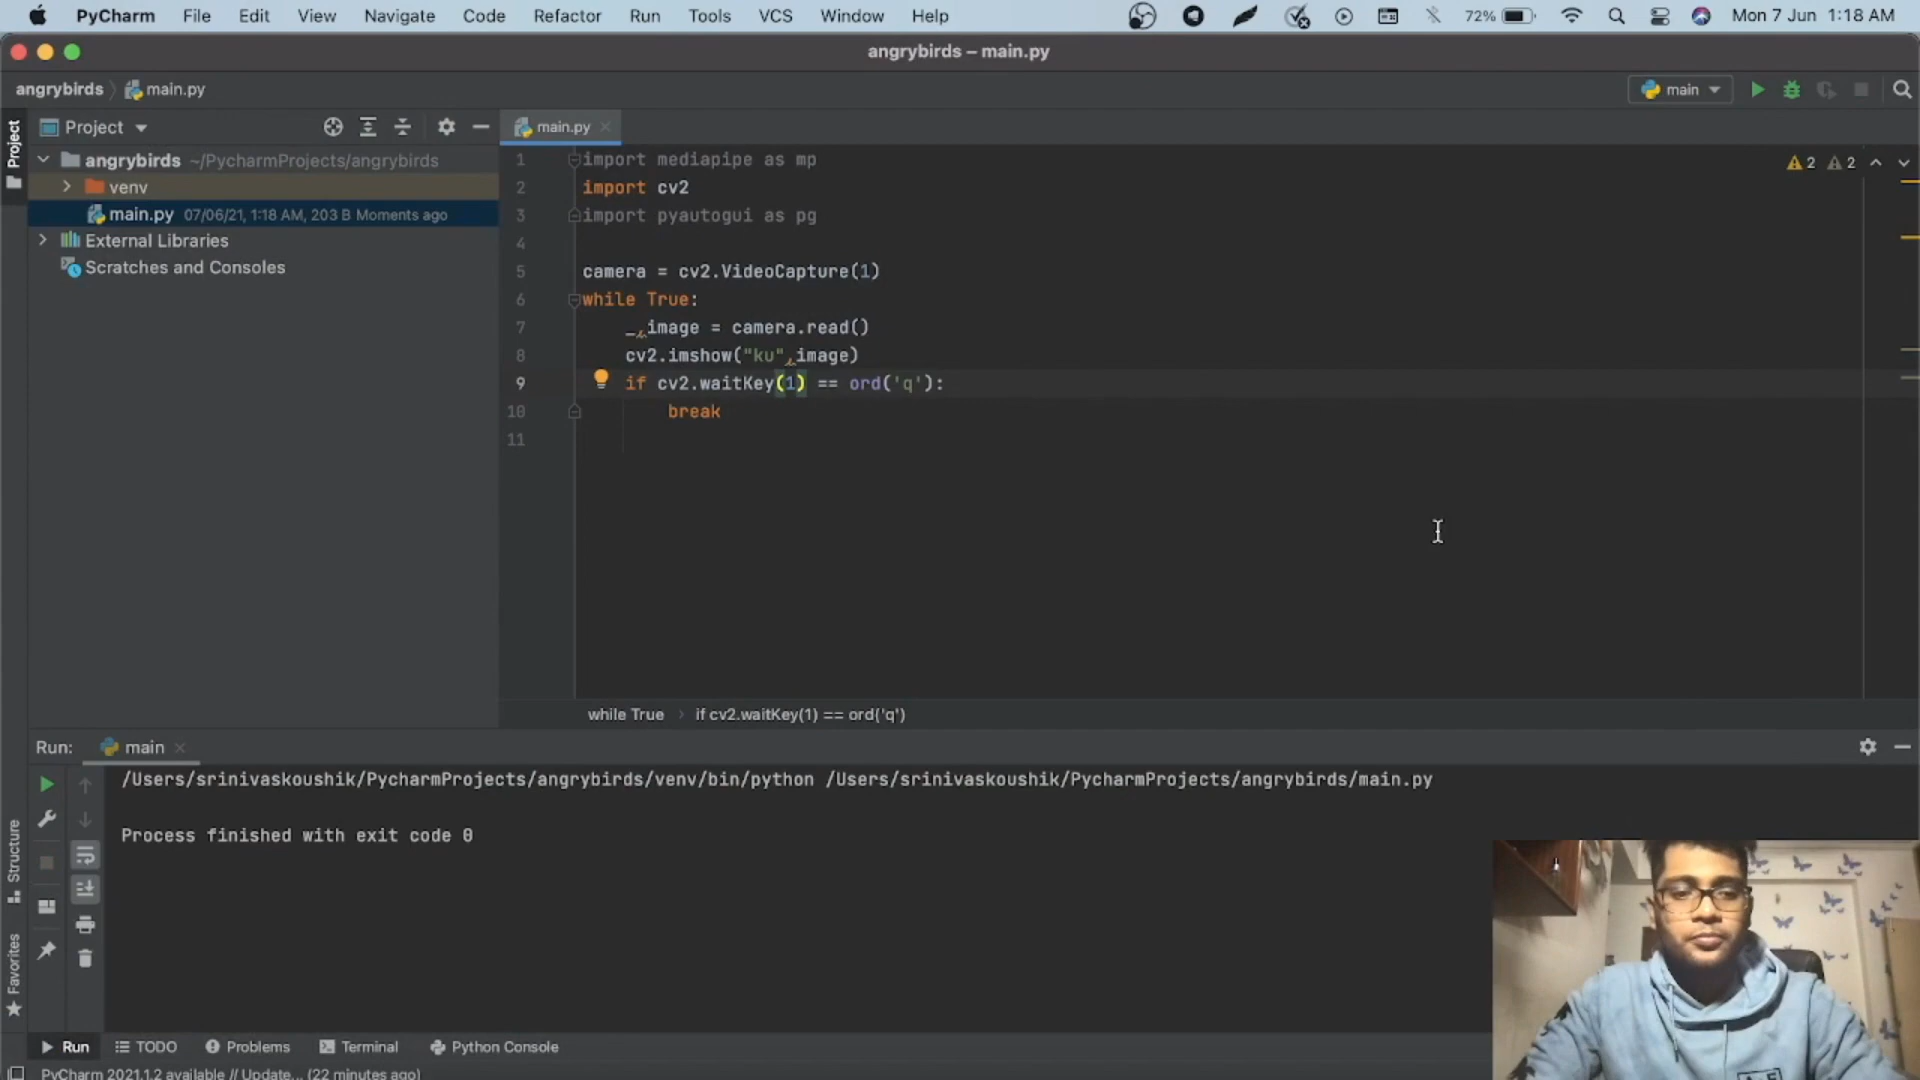 PyCharm File Edit View Navigate Code Refactor Run Tools VCS Window Help 72% Mon 7 Jun 1:18 AM
angrybirds – main.py
angrybirds main.py main
Project
Project
main.py
angrybirds ~/PycharmProjects/angrybirds
venv
main.py 07/06/21, 1:18 AM, 203 B Moments ago
External Libraries
Scratches and Consoles
2 2
1 import mediapipe as mp
2 import cv2
3 import pyautogui as pg
4
5 camera = cv2.VideoCapture(1)
6 while True:
7 _,image = camera.read()
8 cv2.imshow("ku",image)
9 if cv2.waitKey(1) == ord('q'):
10 break
11
while True if cv2.waitKey(1) == ord('q')
Run: main
/Users/srinivaskoushik/PycharmProjects/angrybirds/venv/bin/python /Users/srinivaskoushik/PycharmProjects/angrybirds/main.py
Process finished with exit code 0
Structure
Favorites
Run TODO Problems Terminal Python Console
PyCharm 2021.1.2 available // Update... (22 minutes ago)